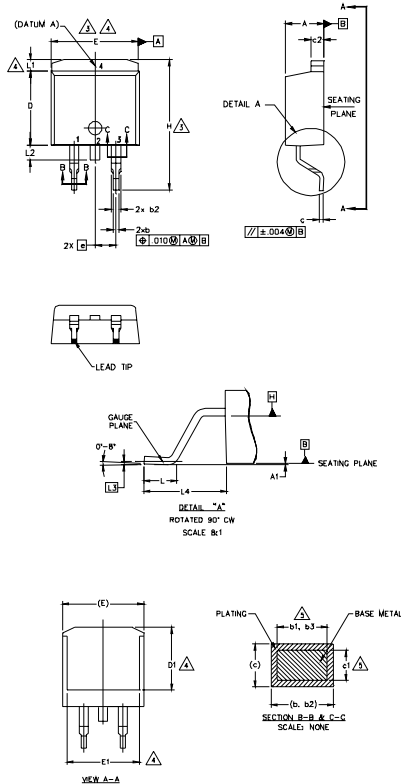 (DATUM A)
3
4
E
A
4
L1
4
D
H
3
C
C
1
2
3
L2
B
B
2x b2
2xb
2X e
⌖ .010 Ⓜ A Ⓜ B
A
A
B
c2
SEATING
PLANE
DETAIL A
c
A
// ±.004 Ⓜ B
LEAD TIP
GAUGE
PLANE
H
0°-8°
B
SEATING PLANE
L3
L
A1
L4
DETAIL "A"
ROTATED 90° CW
SCALE 8:1
(E)
D1
4
E1
4
VIEW A-A
PLATING
5
b1, b3
BASE METAL
(c)
c1
5
(b, b2)
SECTION B-B & C-C
SCALE: NONE